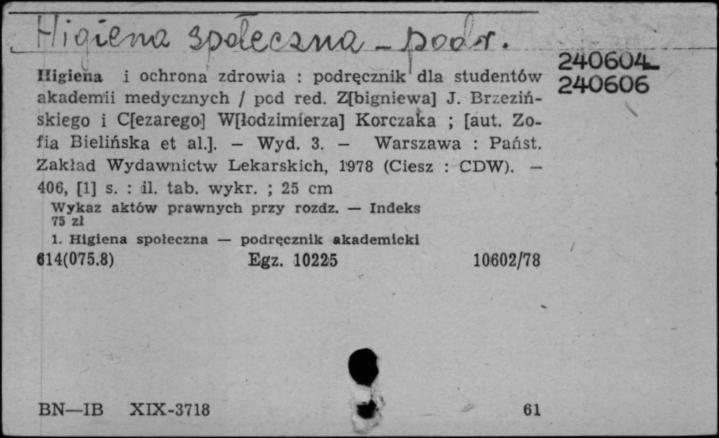 Higiena społeczna – podr.
240604
240606
Higiena i ochrona zdrowia : podręcznik dla studentów
akademii medycznych / pod red. Z[bigniewa] J. Brzeziń-
skiego i C[ezarego] W[łodzimierza] Korczaka ; [aut. Zo-
fia Bielińska et al.]. — Wyd. 3. — Warszawa : Państ.
Zakład Wydawnictw Lekarskich, 1978 (Ciesz : CDW). —
406, [1] s. : il. tab. wykr. ; 25 cm
Wykaz aktów prawnych przy rozdz. — Indeks
75 zł
1. Higiena społeczna — podręcznik akademicki
614(075.8) Egz. 10225 10602/78
BN—IB XIX-3718 61